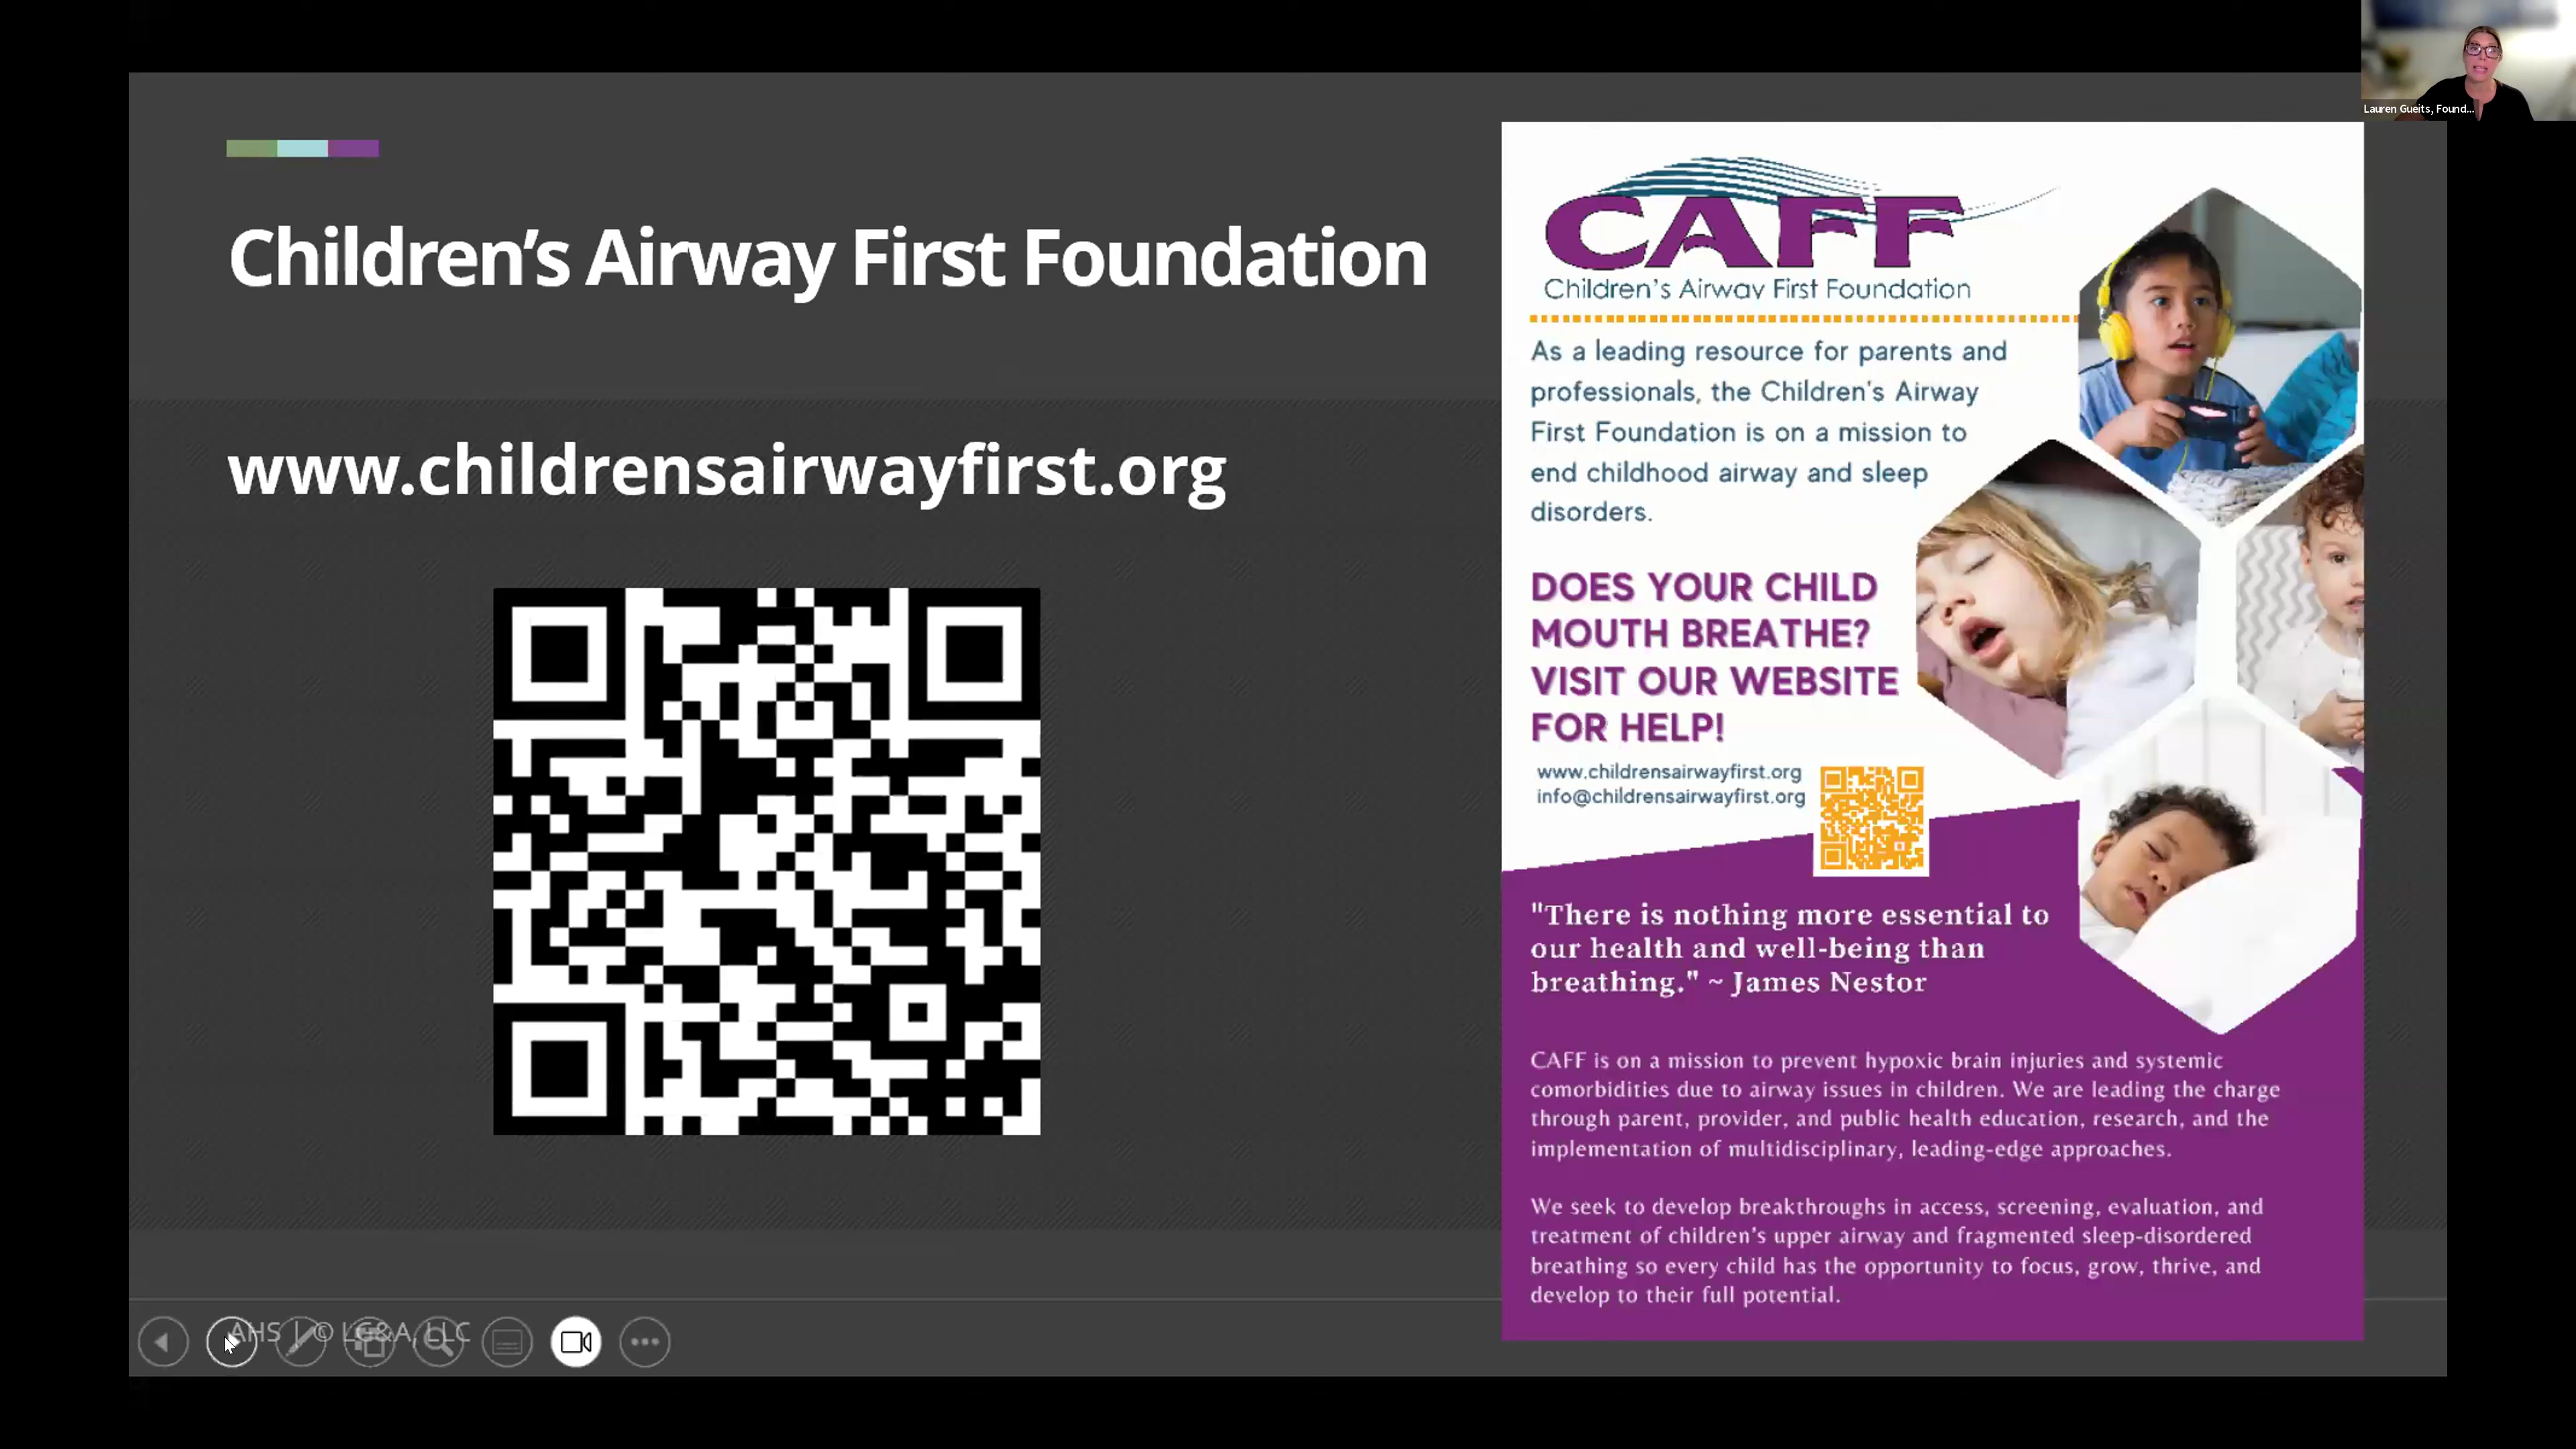 Lauren Gueits, Found...
Children's Airway First Foundation
www.childrensairwayfirst.org
CAFF
Children's Airway First Foundation
As a leading resource for parents and
professionals, the Children's Airway
First Foundation is on a mission to
end childhood airway and sleep
disorders.
DOES YOUR CHILD
MOUTH BREATHE?
VISIT OUR WEBSITE
FOR HELP!
www.childrensairwayfirst.org
info@childrensairwayfirst.org
"There is nothing more essential to
our health and well-being than
breathing." ~ James Nestor
CAFF is on a mission to prevent hypoxic brain injuries and systemic
comorbidities due to airway issues in children. We are leading the charge
through parent, provider, and public health education, research, and the
implementation of multidisciplinary, leading-edge approaches.
We seek to develop breakthroughs in access, screening, evaluation, and
treatment of children's upper airway and fragmented sleep-disordered
breathing so every child has the opportunity to focus, grow, thrive, and
develop to their full potential.
AHS | © LG&A, LLC